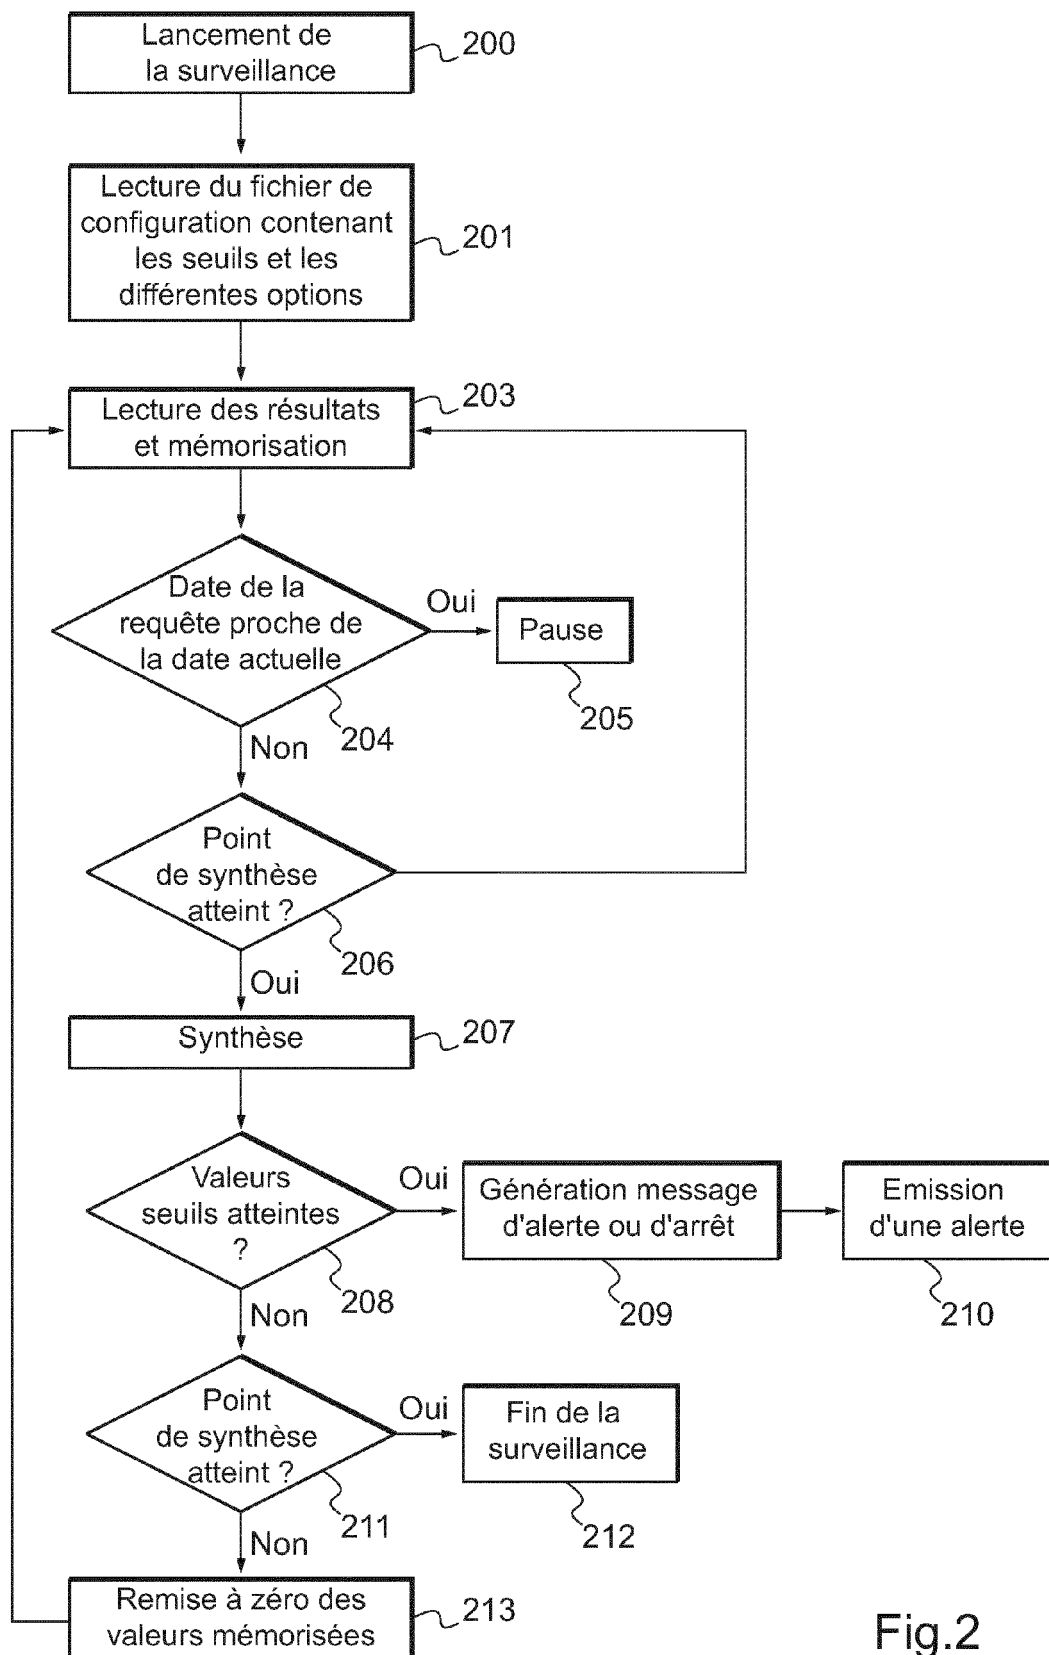 Lancement de
la surveillance
200
Lecture du fichier de
configuration contenant
les seuils et les
différentes options
201
Lecture des résultats
et mémorisation
203
Date de la
requête proche de
la date actuelle
204
Oui
Pause
205
Non
Point
de synthèse
atteint ?
206
Oui
Synthèse
207
Valeurs
seuils atteintes
?
208
Oui
Génération message
d'alerte ou d'arrêt
209
Emission
d'une alerte
210
Non
Point
de synthèse
atteint ?
211
Oui
Fin de la
surveillance
212
Non
Remise à zéro des
valeurs mémorisées
213
Fig.2